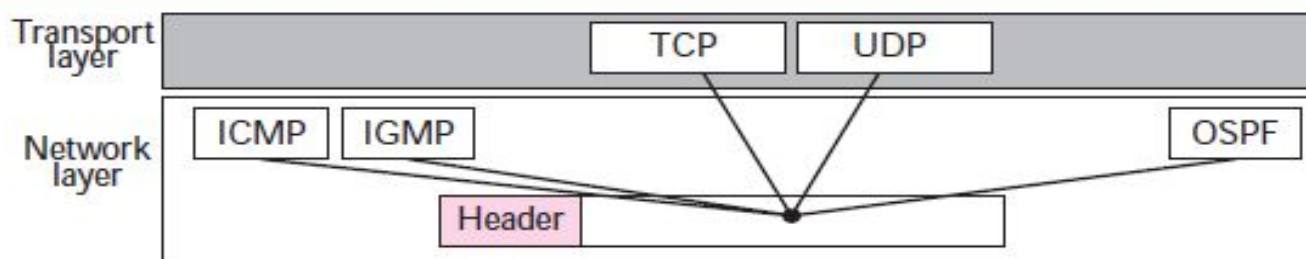 Transport
layer
TCP
UDP
Network
layer
ICMP
IGMP
OSPF
Header